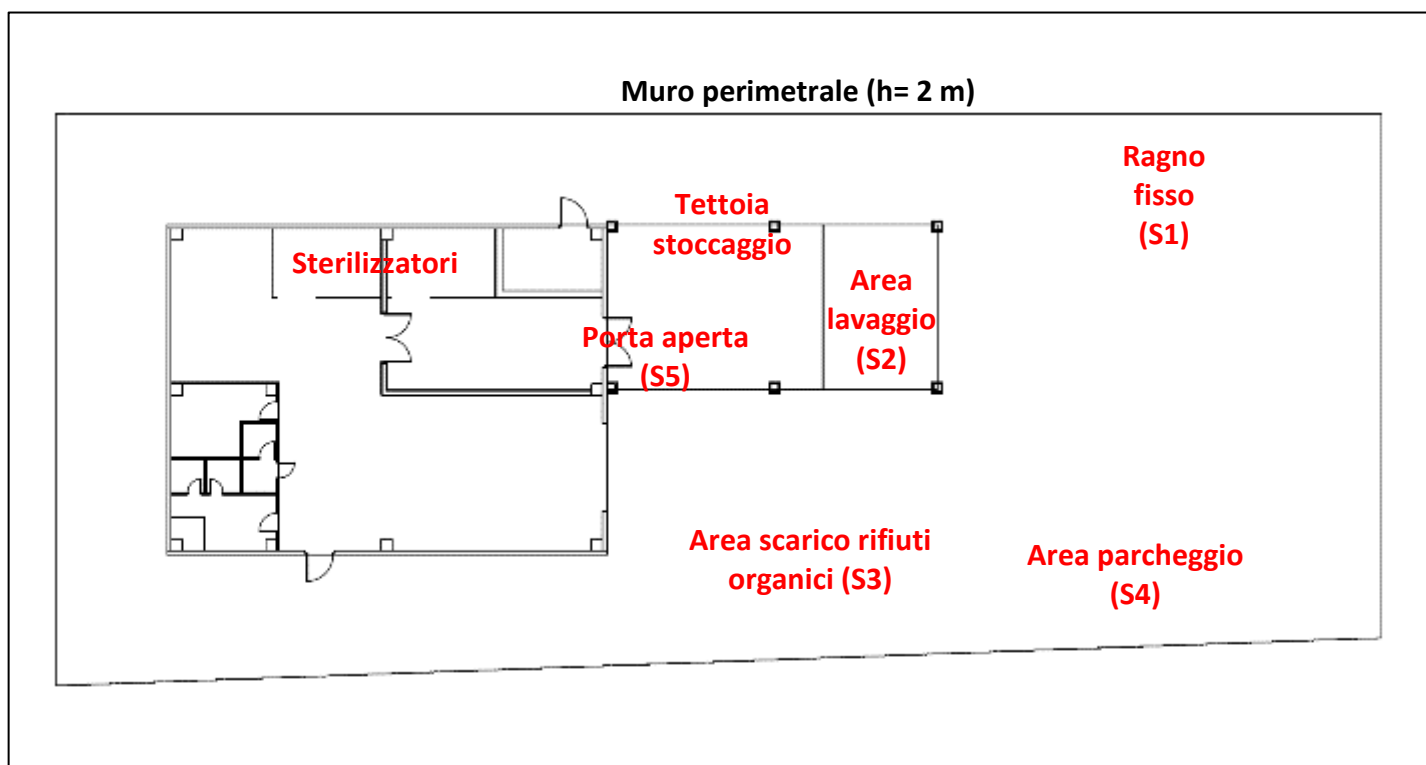 Muro perimetrale (h= 2 m)
Ragno
fisso
(S1)
Tettoia
stoccaggio
Sterilizzatori
Area
lavaggio
(S2)
Porta aperta
(S5)
Area scarico rifiuti
organici (S3)
Area parcheggio
(S4)